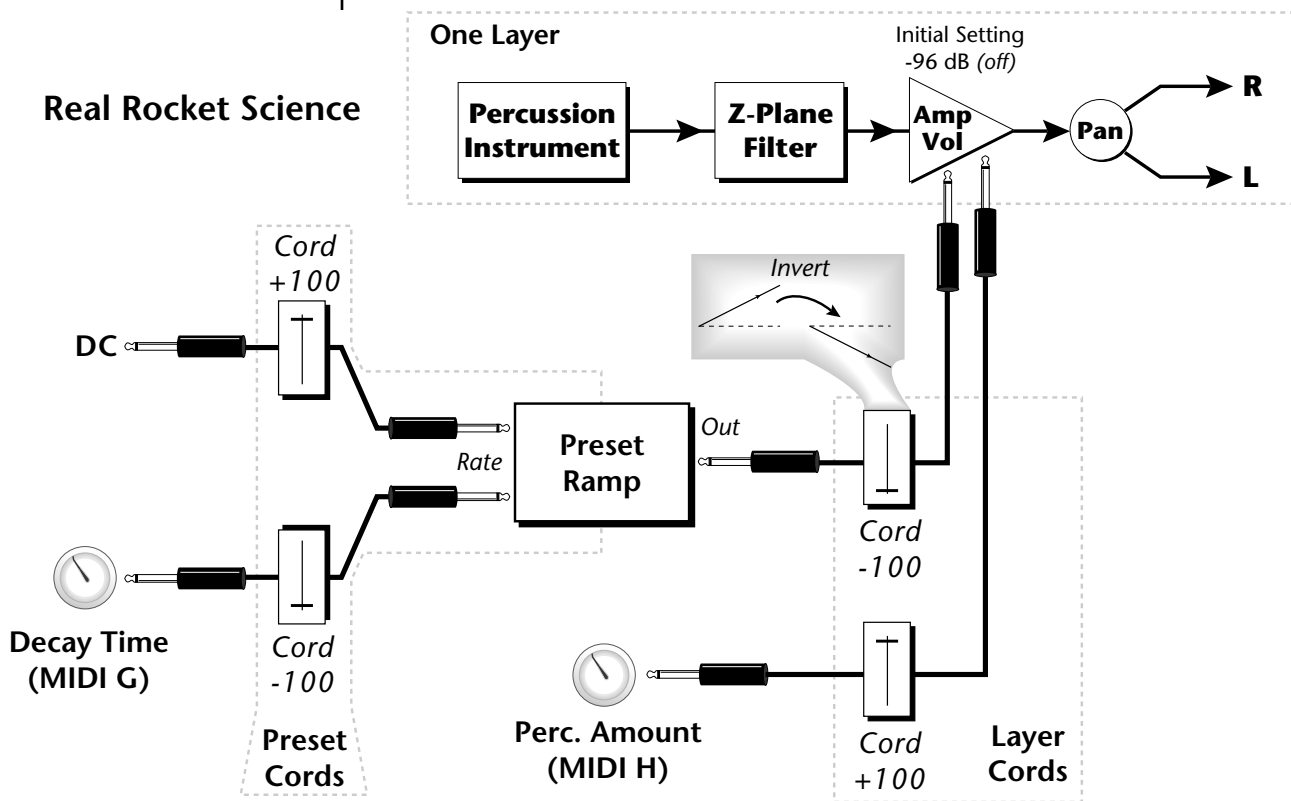 One Layer
Initial Setting
-96 dB (off)
Real Rocket Science
Percussion
Instrument
Z-Plane
Filter
Amp
Vol
Pan
R
L
Cord
+100
Invert
DC
Rate
Preset
Ramp
Out
Cord
-100
Decay Time
(MIDI G)
Cord
-100
Preset
Cords
Perc. Amount
(MIDI H)
Cord
+100
Layer
Cords